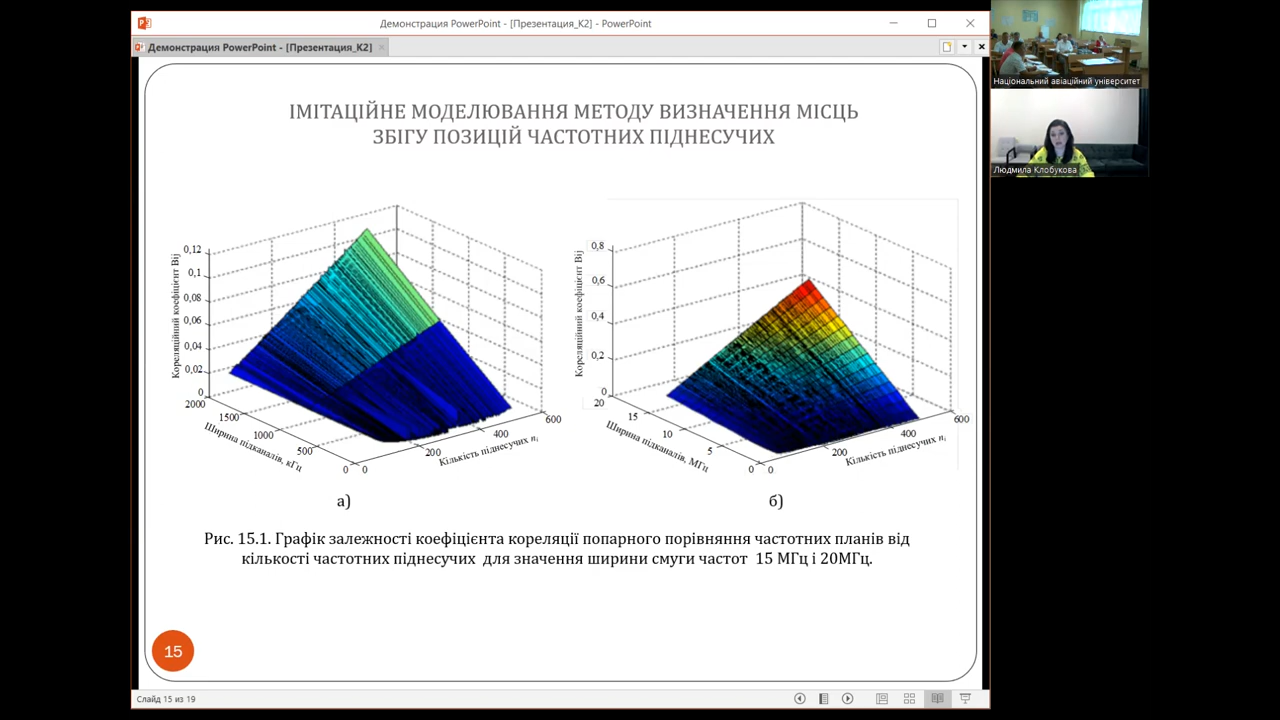 Демонстрация PowerPoint - [Презентация_К2] - PowerPoint
Демонстрация PowerPoint - [Презентация_К2]
ІМІТАЦІЙНЕ МОДЕЛЮВАННЯ МЕТОДУ ВИЗНАЧЕННЯ МІСЦЬ
ЗБІГУ ПОЗИЦІЙ ЧАСТОТНИХ ПІДНЕСУЧИХ
Кореляційний коефіцієнт Bij
0,12
0,1
0,08
0,06
0,04
0,02
0
2000
1500
1000
500
0
Ширина підканалів, кГц
0
200
400
600
Кількість піднесучих nᵢ
а)
Кореляційний коефіцієнт Bij
0,8
0,6
0,4
0,2
0
20
15
10
5
0
Ширина підканалів, МГц
0
200
400
600
Кількість піднесучих nᵢ
б)
Рис. 15.1. Графік залежності коефіцієнта кореляції попарного порівняння частотних планів від
кількості частотних піднесучих для значення ширини смуги частот 15 МГц і 20МГц.
15
Слайд 15 из 19
Національний авіаційний університет
Людмила Клобукова